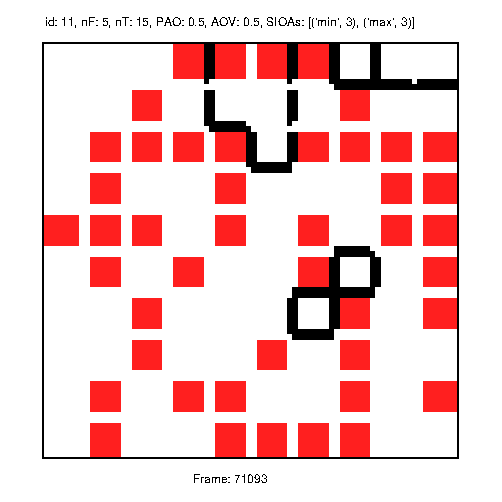 id: 11, nF: 5, nT: 15, PAO: 0.5, AOV: 0.5, SIOAs: [('min', 3), ('max', 3)]
Frame: 71093